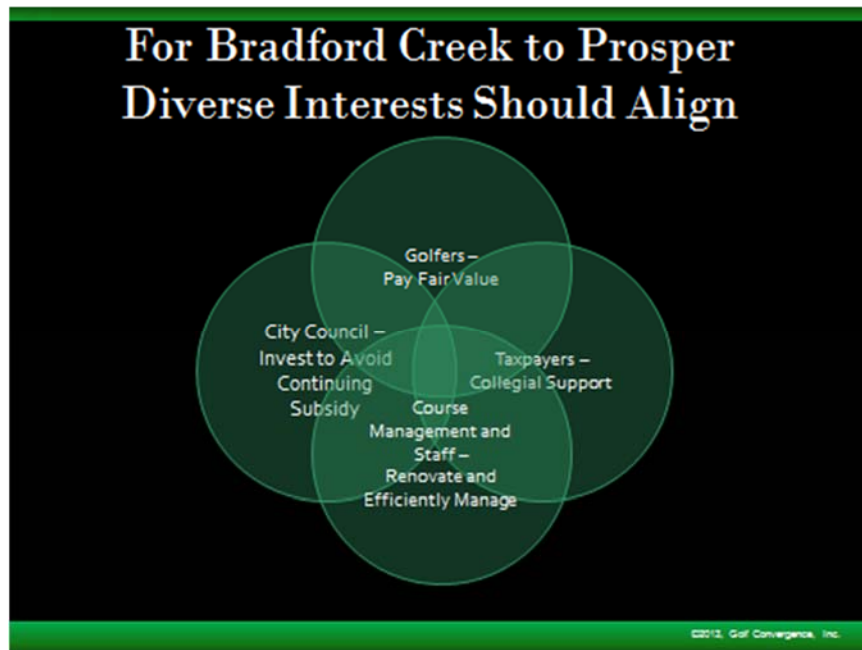 For Bradford Creek to Prosper
Diverse Interests Should Align
Golfers –
Pay Fair Value
City Council –
Invest to Avoid
Continuing
Subsidy
Taxpayers –
Collegial Support
Course
Management and
Staff –
Renovate and
Efficiently Manage
©2013, Golf Convergence, Inc.